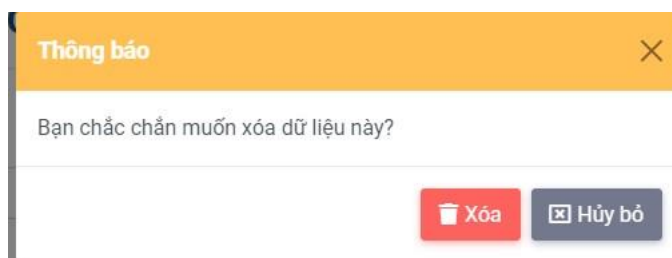 Thông báo
Bạn chắc chắn muốn xóa dữ liệu này?
Xóa Hủy bỏ